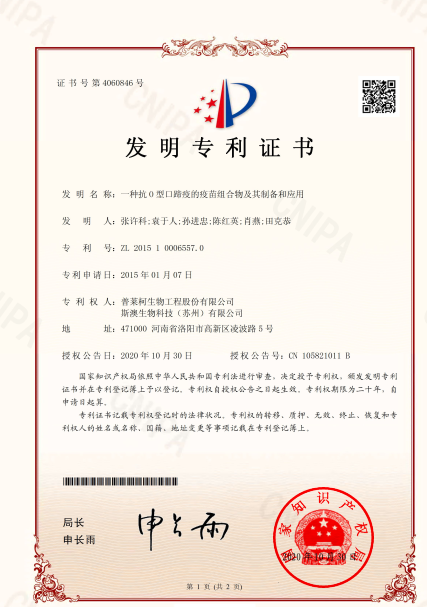 证书号第4060846号
发明专利证书
发明名称：一种抗O型口蹄疫的疫苗组合物及其制备和应用
发明人：张许科;袁于人;孙进忠;陈红英;肖燕;田克恭
专利号：ZL 2015 1 0006557.0
专利申请日：2015年01月07日
专利权人：普莱柯生物工程股份有限公司
斯澳生物科技（苏州）有限公司
地址：471000 河南省洛阳市高新区凌波路5号
授权公告日：2020年10月30日 授权公告号：CN 105821011 B
国家知识产权局依照中华人民共和国专利法进行审查，决定授予专利权，颁发发明专利
证书并在专利登记簿上予以登记。专利权自授权公告之日起生效。专利权期限为二十年，自
申请日起算。
专利证书记载专利权登记时的法律状况。专利权的转移、质押、无效、终止、恢复和专
利权人的姓名或名称、国籍、地址变更等事项记载在专利登记簿上。
局长
申长雨
申长雨
国家知识产权局
2020年10月30日
第 1 页 (共 2 页)
CNIPA